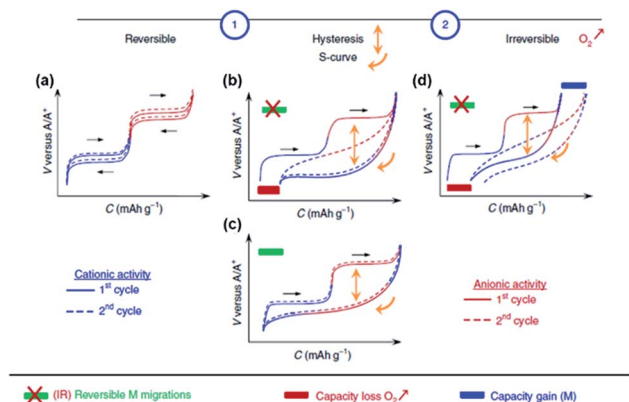 1
2
Reversible
Hysteresis
Irreversible
O₂↗
S-curve
(a)
V versus A/A⁺
C (mAh g⁻¹)
(b)
V versus A/A⁺
C (mAh g⁻¹)
(d)
V versus A/A⁺
C (mAh g⁻¹)
(c)
V versus A/A⁺
C (mAh g⁻¹)
Cationic activity
1st cycle
2nd cycle
Anionic activity
1st cycle
2nd cycle
(IR) Reversible M migrations
Capacity loss O₂↗
Capacity gain (M)